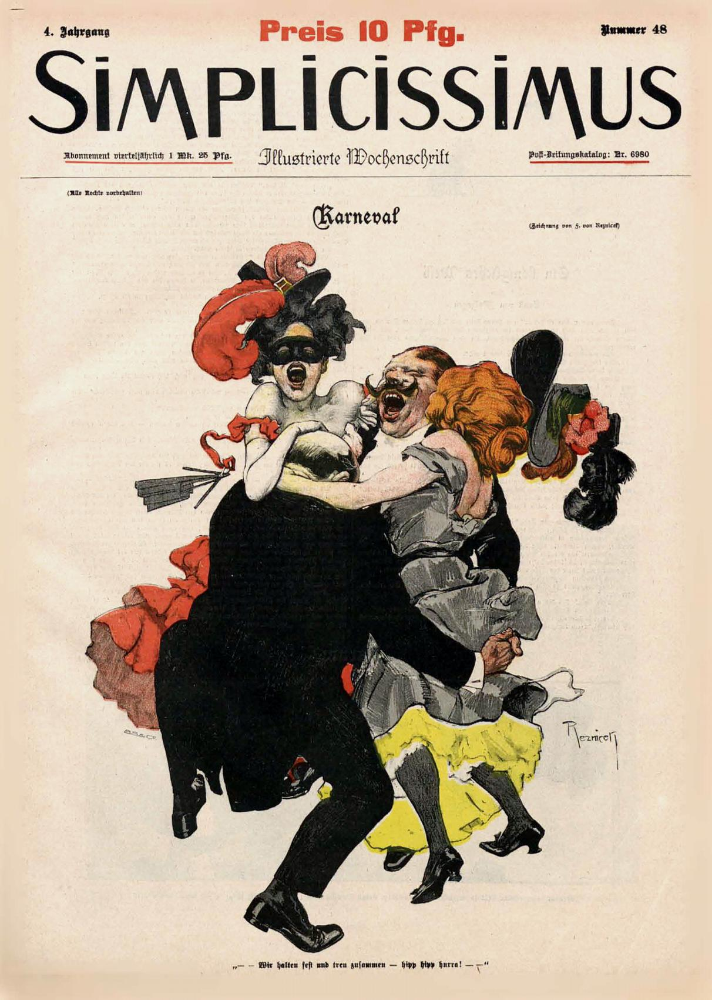 4. Jahrgang
Preis 10 Pfg.
Nummer 48
SIMPLICISSIMUS
Abonnement vierteljährlich 1 Mk. 25 Pfg.
Illustrierte Wochenschrift
Post-Zeitungskatalog: Nr. 6980
(Alle Rechte vorbehalten)
Karneval
(Zeichnung von F. von Reznicek)
Reznicek
B.S.& Co.
„— — Wir halten fest und treu zusammen — hipp hipp hurra! — —“